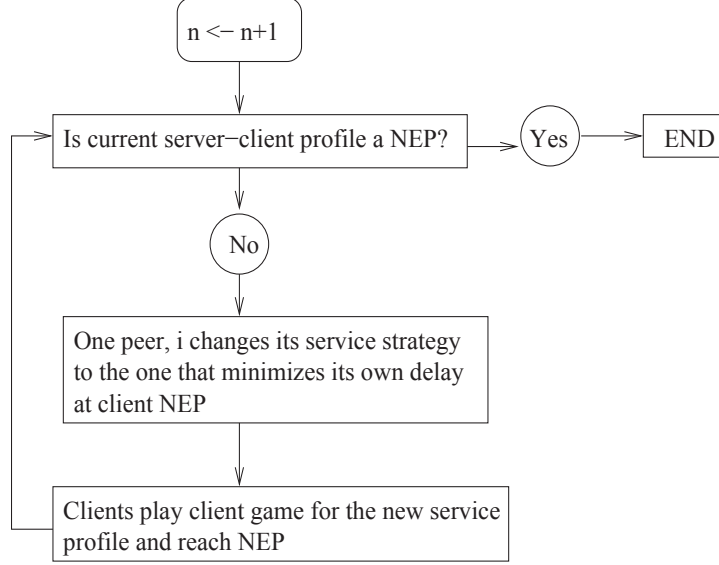 n <− n+1
Is current server−client profile a NEP?
Yes
END
No
One peer, i changes its service strategy
to the one that minimizes its own delay
at client NEP
Clients play client game for the new service
profile and reach NEP